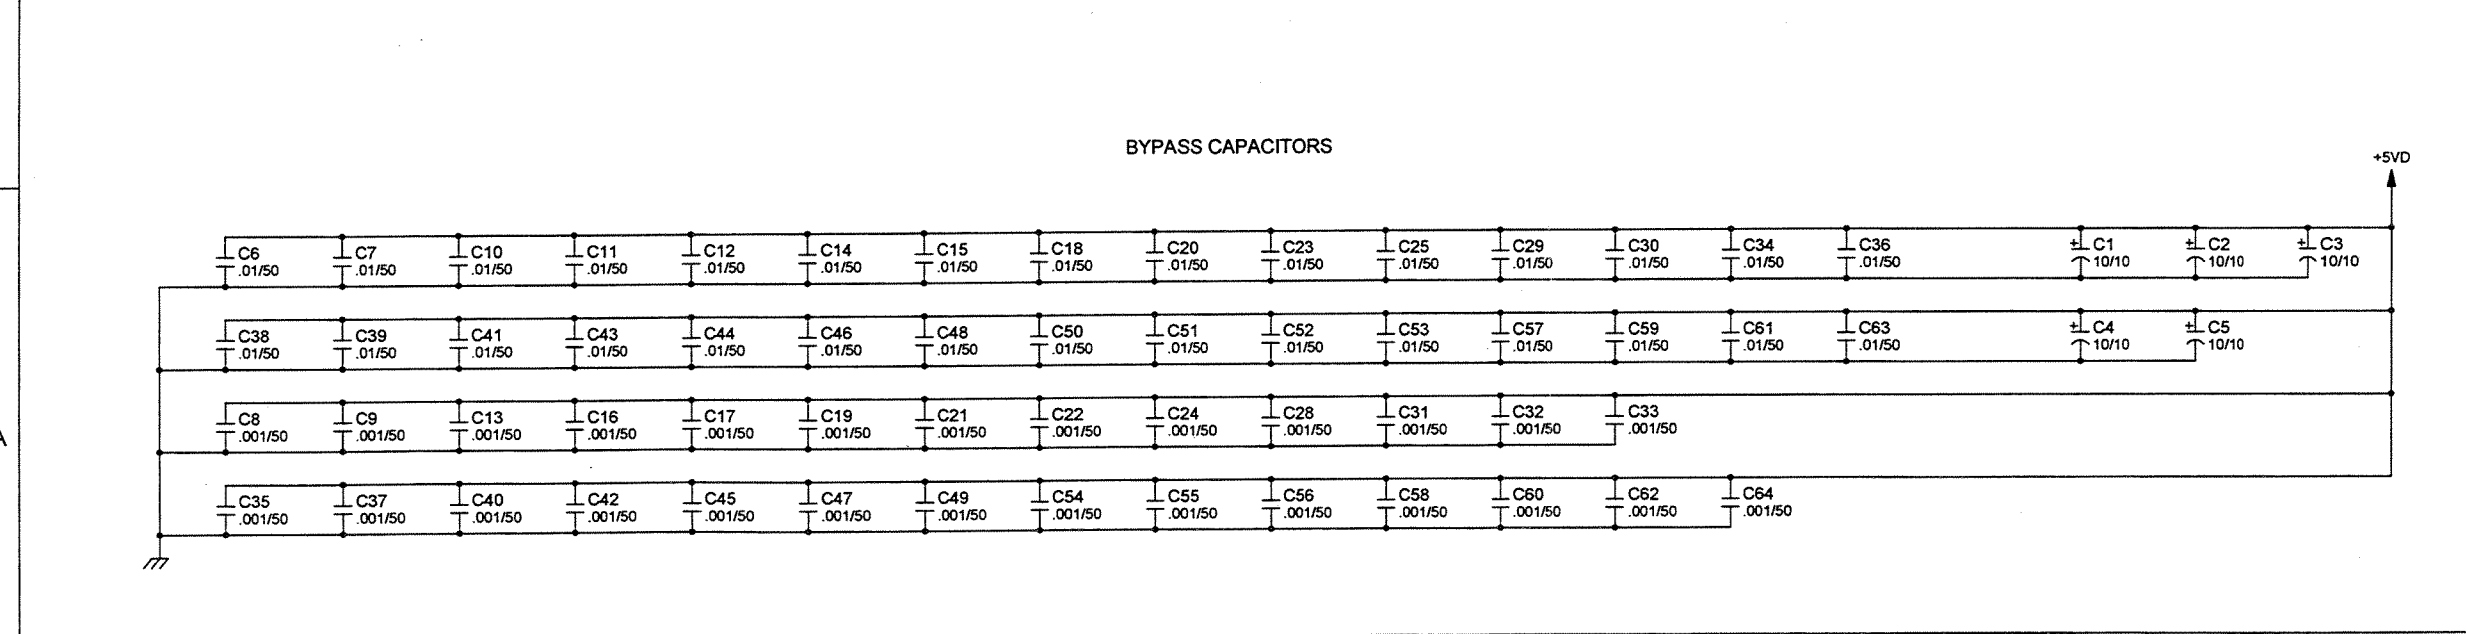 BYPASS CAPACITORS
+5VD
C6 C7 C10 C11 C12 C14 C15 C18 C20 C23 C25 C29 C30 C34 C36 + C1 + C2 + C3
.01/50 .01/50 .01/50 .01/50 .01/50 .01/50 .01/50 .01/50 .01/50 .01/50 .01/50 .01/50 .01/50 .01/50 .01/50 10/10 10/10 10/10
C38 C39 C41 C43 C44 C46 C48 C50 C51 C52 C53 C57 C59 C61 C63 + C4 + C5
.01/50 .01/50 .01/50 .01/50 .01/50 .01/50 .01/50 .01/50 .01/50 .01/50 .01/50 .01/50 .01/50 .01/50 .01/50 10/10 10/10
C8 C9 C13 C16 C17 C19 C21 C22 C24 C28 C31 C32 C33
.001/50 .001/50 .001/50 .001/50 .001/50 .001/50 .001/50 .001/50 .001/50 .001/50 .001/50 .001/50 .001/50
A
C35 C37 C40 C42 C45 C47 C49 C54 C55 C56 C58 C60 C62 C64
.001/50 .001/50 .001/50 .001/50 .001/50 .001/50 .001/50 .001/50 .001/50 .001/50 .001/50 .001/50 .001/50 .001/50